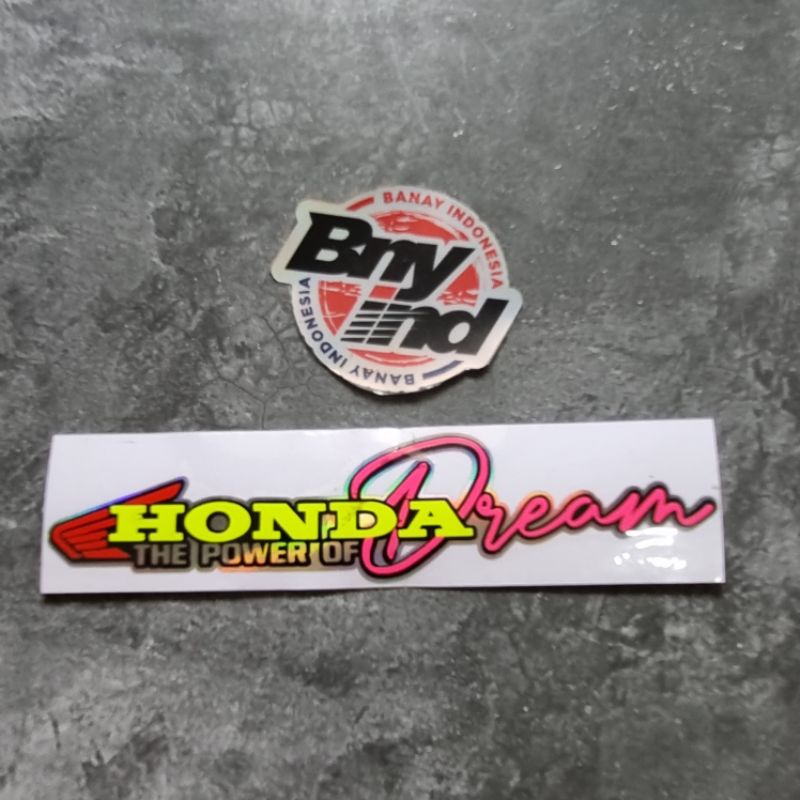 BANAY INDONESIA
Bny
ind
BANAY INDONESIA
HONDA Dream
THE POWER OF